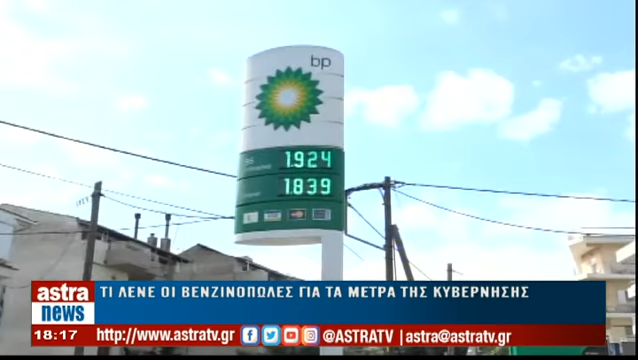 bp
95
1.924
1.839
astra
news
ΤΙ ΛΕΝΕ ΟΙ ΒΕΝΖΙΝΟΠΩΛΕΣ ΓΙΑ ΤΑ ΜΕΤΡΑ ΤΗΣ ΚΥΒΕΡΝΗΣΗΣ
18:17 http://www.astratv.gr @ASTRATV | astra@astratv.gr